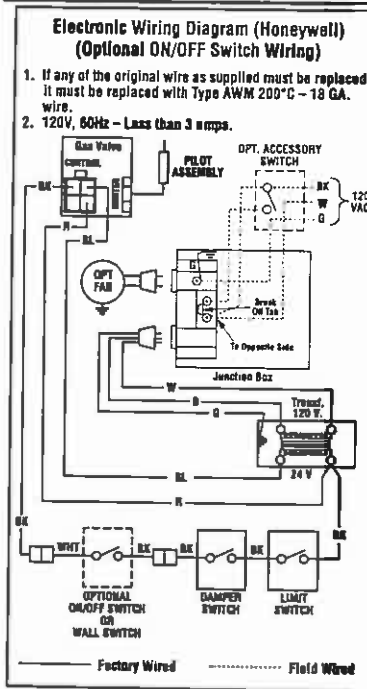 Electronic Wiring Diagram (Honeywell)
(Optional ON/OFF Switch Wiring)
1. If any of the original wire as supplied must be replaced
it must be replaced with Type AWM 200°C – 18 GA.
wire.
2. 120V, 60Hz – Less than 3 amps.
Gas Valve
CONTROL
PILOT
ASSEMBLY
OPT. ACCESSORY
SWITCH
BK
BK
120
VAC
W
G
R
BL
OPT
FAN
G
Break
Off Tab
To Opposite Side
Junction Box
W
B
G
Transf.
120 V.
24 V
BL
R
BK
BK
WHT
BK
BK
BK
OPTIONAL
ON/OFF SWITCH
OR
WALL SWITCH
DAMPER
SWITCH
LIMIT
SWITCH
Factory Wired
Field Wired